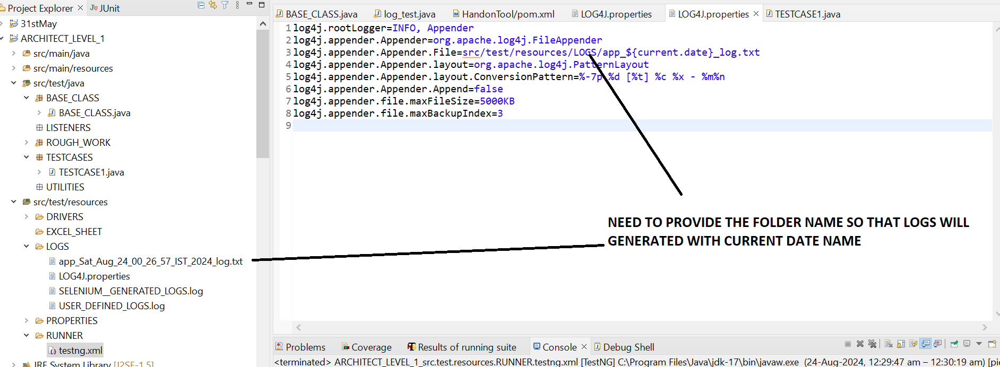 Project Explorer JUnit
31stMay
ARCHITECT_LEVEL_1
src/main/java
src/main/resources
src/test/java
BASE_CLASS
BASE_CLASS.java
LISTENERS
ROUGH_WORK
TESTCASES
TESTCASE1.java
UTILITIES
src/test/resources
DRIVERS
EXCEL_SHEET
LOGS
app_Sat_Aug_24_00_26_57_IST_2024_log.txt
LOG4J.properties
SELENIUM__GENERATED_LOGS.log
USER_DEFINED_LOGS.log
PROPERTIES
RUNNER
testng.xml
JRE System Library [J2SE-1.5]
BASE_CLASS.java log_test.java HandonTool/pom.xml LOG4J.properties LOG4J.properties TESTCASE1.java
1 log4j.rootLogger=INFO, Appender
2 log4j.appender.Appender=org.apache.log4j.FileAppender
3 log4j.appender.Appender.File=src/test/resources/LOGS/app_${current.date}_log.txt
4 log4j.appender.Appender.layout=org.apache.log4j.PatternLayout
5 log4j.appender.Appender.layout.ConversionPattern=%-7p %d [%t] %c %x - %m%n
6 log4j.appender.Appender.Append=false
7 log4j.appender.file.maxFileSize=5000KB
8 log4j.appender.file.maxBackupIndex=3
9
NEED TO PROVIDE THE FOLDER NAME SO THAT LOGS WILL
GENERATED WITH CURRENT DATE NAME
Problems Coverage Results of running suite Console Debug Shell
<terminated> ARCHITECT_LEVEL_1_src.test.resources.RUNNER.testng.xml [TestNG] C:\Program Files\Java\jdk-17\bin\javaw.exe (24-Aug-2024, 12:29:47 am – 12:30:19 am) [pic